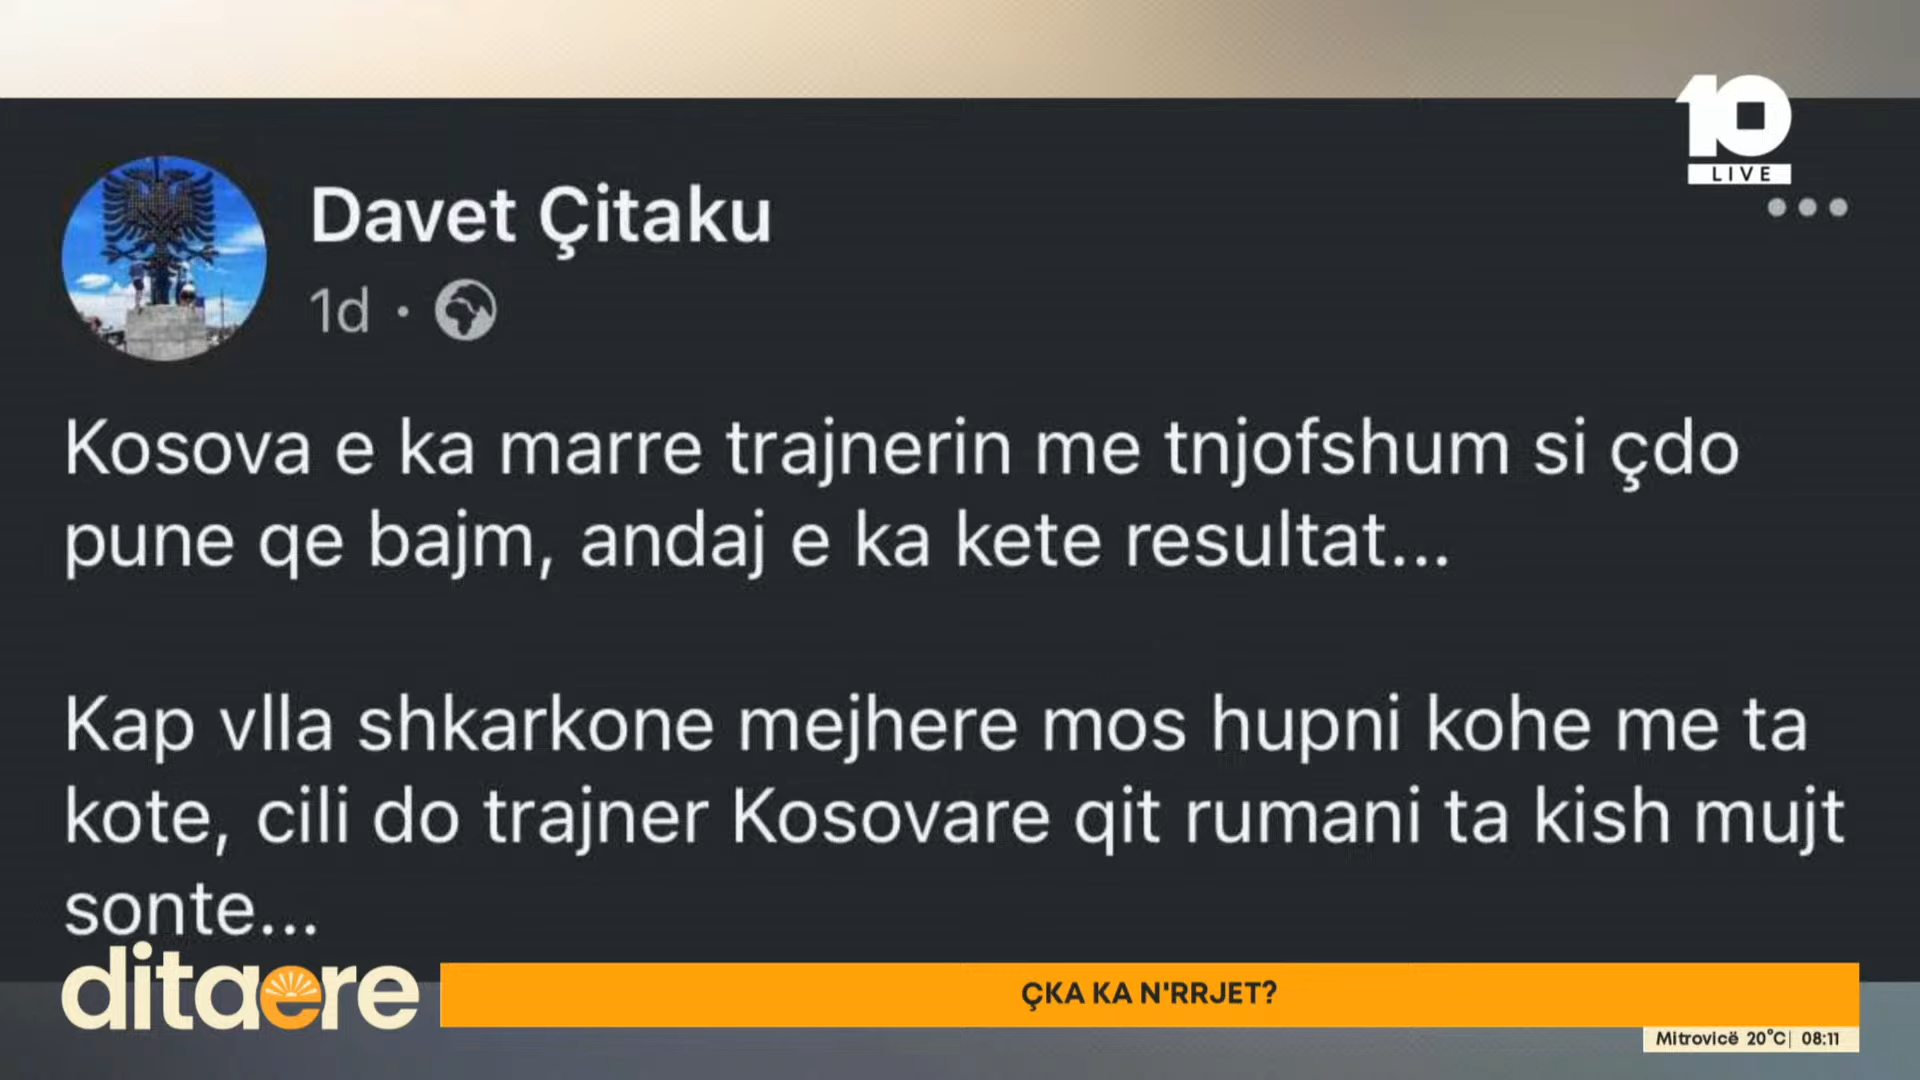 10
LIVE
Davet Çitaku
1d ·
Kosova e ka marre trajnerin me tnjofshum si çdo
pune qe bajm, andaj e ka kete resultat...
Kap vlla shkarkone mejhere mos hupni kohe me ta
kote, cili do trajner Kosovare qit rumani ta kish mujt
sonte...
ditaere
ÇKA KA N'RRJET?
Mitrovicë 20°C| 08:11